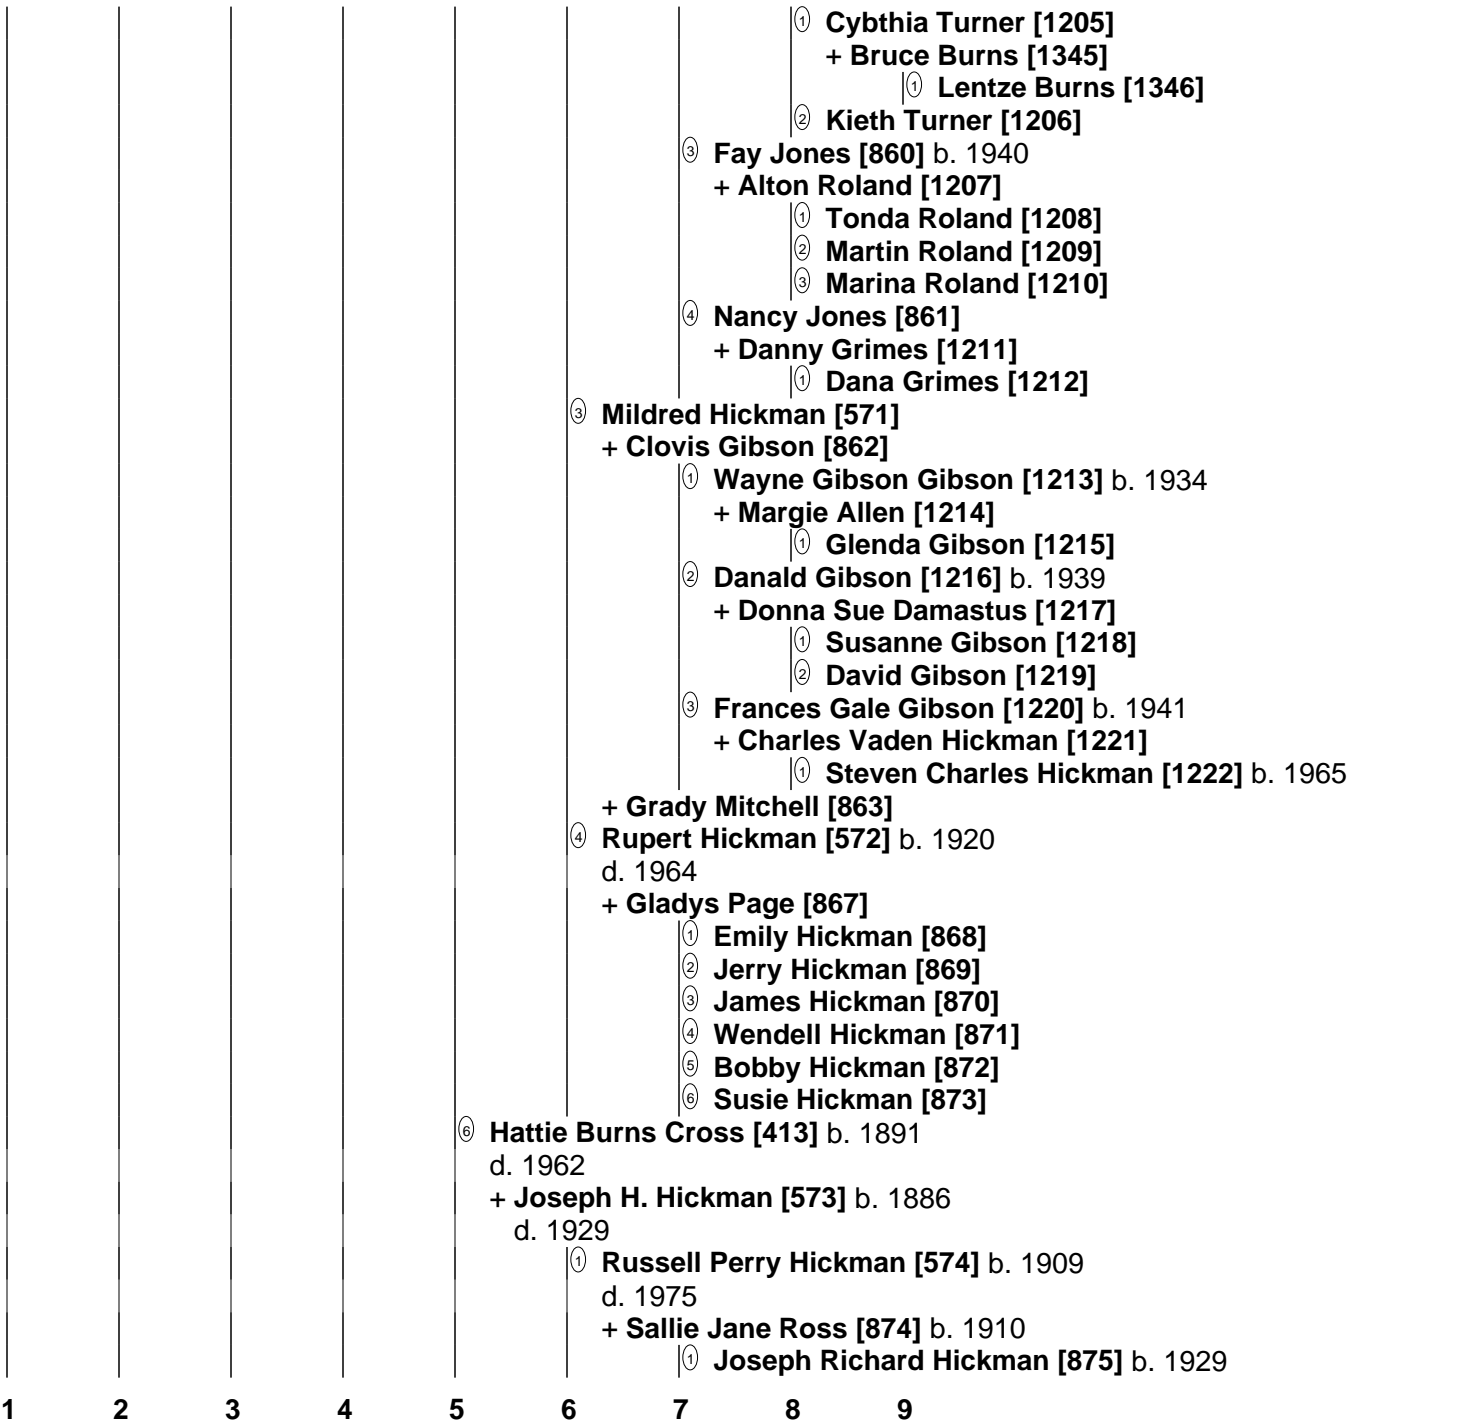 ① Cybthia Turner [1205]
+ Bruce Burns [1345]
① Lentze Burns [1346]
② Kieth Turner [1206]
③ Fay Jones [860] b. 1940
+ Alton Roland [1207]
① Tonda Roland [1208]
② Martin Roland [1209]
③ Marina Roland [1210]
④ Nancy Jones [861]
+ Danny Grimes [1211]
① Dana Grimes [1212]
③ Mildred Hickman [571]
+ Clovis Gibson [862]
① Wayne Gibson Gibson [1213] b. 1934
+ Margie Allen [1214]
① Glenda Gibson [1215]
② Danald Gibson [1216] b. 1939
+ Donna Sue Damastus [1217]
① Susanne Gibson [1218]
② David Gibson [1219]
③ Frances Gale Gibson [1220] b. 1941
+ Charles Vaden Hickman [1221]
① Steven Charles Hickman [1222] b. 1965
+ Grady Mitchell [863]
④ Rupert Hickman [572] b. 1920
d. 1964
+ Gladys Page [867]
① Emily Hickman [868]
② Jerry Hickman [869]
③ James Hickman [870]
④ Wendell Hickman [871]
⑤ Bobby Hickman [872]
⑥ Susie Hickman [873]
⑥ Hattie Burns Cross [413] b. 1891
d. 1962
+ Joseph H. Hickman [573] b. 1886
d. 1929
① Russell Perry Hickman [574] b. 1909
d. 1975
+ Sallie Jane Ross [874] b. 1910
① Joseph Richard Hickman [875] b. 1929
1 2 3 4 5 6 7 8 9